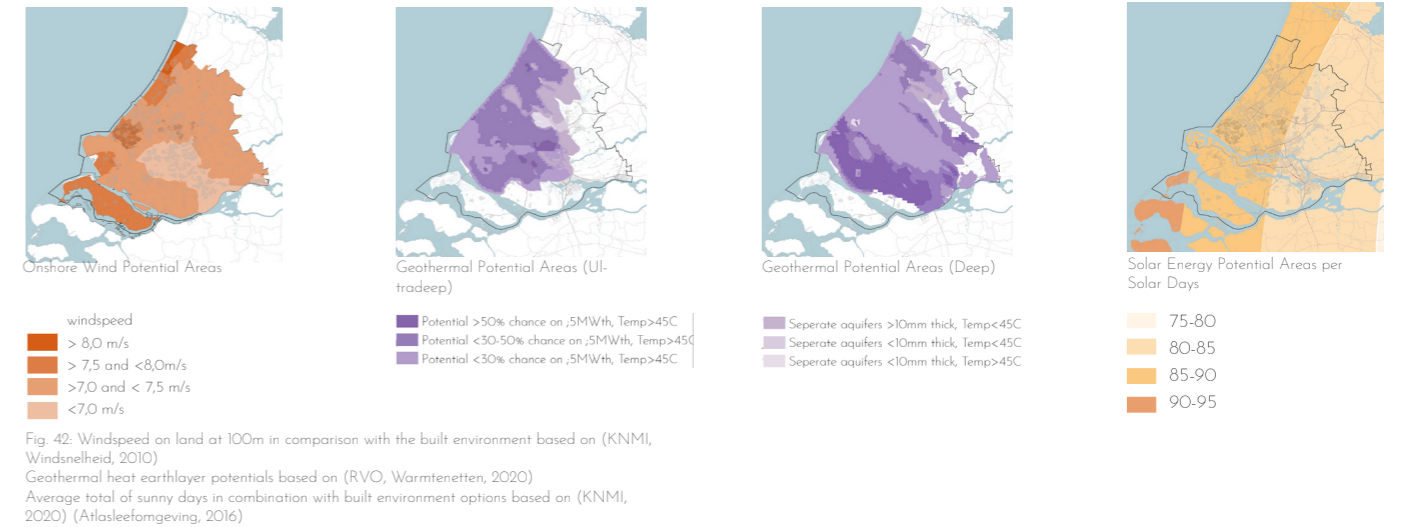 Onshore Wind Potential Areas
windspeed
> 8,0 m/s
> 7,5 and <8,0m/s
>7,0 and < 7,5 m/s
<7,0 m/s
Geothermal Potential Areas (Ul-
tradeep)
Potential >50% chance on ;5MWth, Temp>45C
Potential <30-50% chance on ;5MWth, Temp>45C
Potential <30% chance on ;5MWth, Temp>45C
Geothermal Potential Areas (Deep)
Seperate aquifers >10mm thick, Temp<45C
Seperate aquifers <10mm thick, Temp<45C
Seperate aquifers <10mm thick, Temp>45C
Solar Energy Potential Areas per
Solar Days
75-80
80-85
85-90
90-95
Fig. 42: Windspeed on land at 100m in comparison with the built environment based on (KNMI,
Windsnelheid, 2010)
Geothermal heat earthlayer potentials based on (RVO, Warmtenetten, 2020)
Average total of sunny days in combination with built environment options based on (KNMI,
2020) (Atlasleefomgeving, 2016)